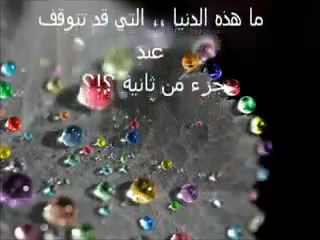 ما هذه الدنيا ،، التي قد تتوقف
عند
جزء من ثانية ؟!؟